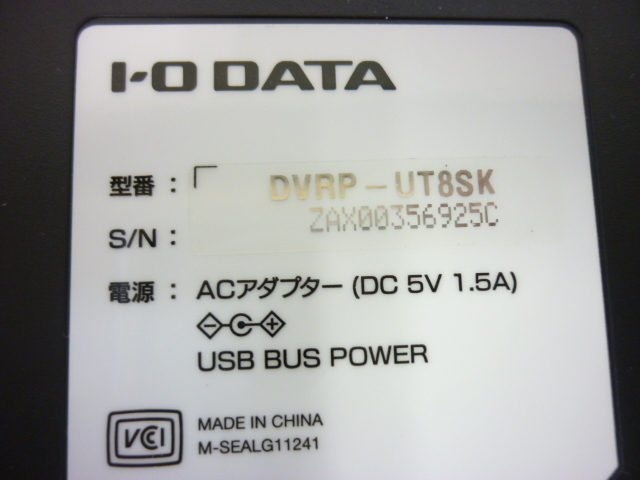 I-O DATA
型番： DVRP-UT8SK
S/N： ZAX00356925C
電源： ACアダプター (DC 5V 1.5A)
USB BUS POWER
VCCI
MADE IN CHINA
M-SEALG11241